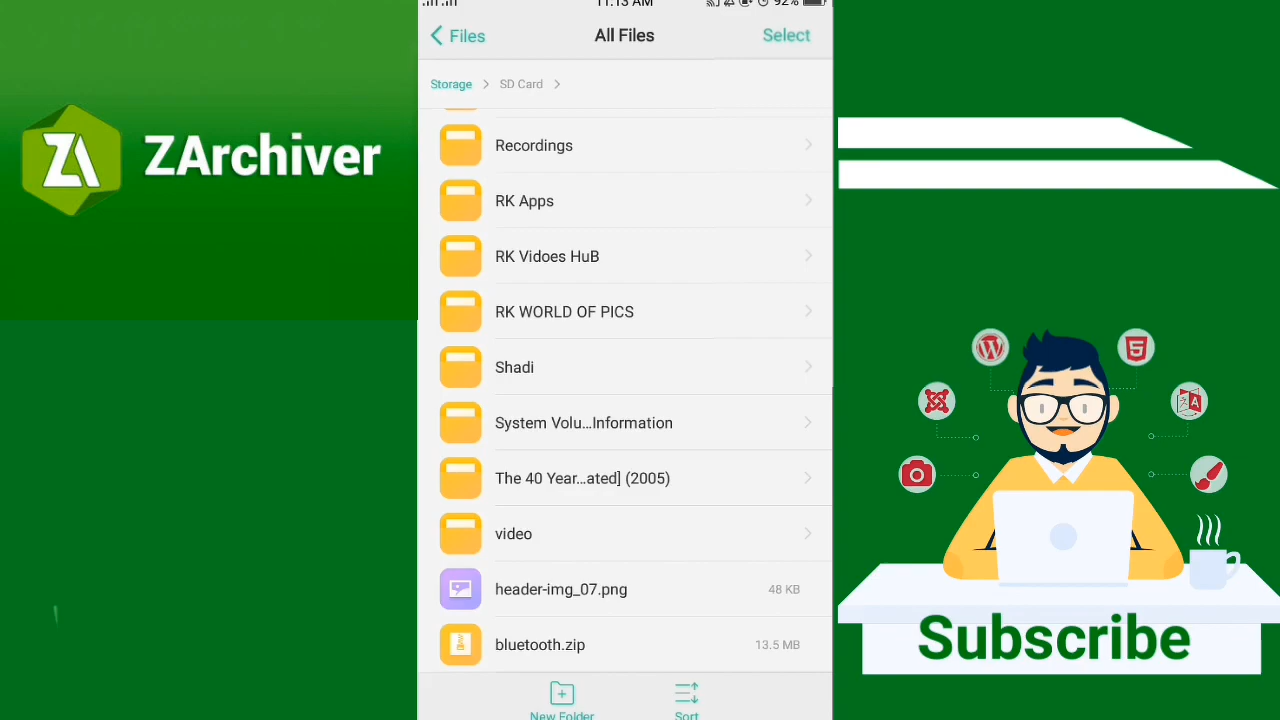 ZArchiver
11:13 AM
92%
Files
All Files
Select
Storage
SD Card
Recordings
RK Apps
RK Vidoes HuB
RK WORLD OF PICS
Shadi
System Volu...Information
The 40 Year...ated] (2005)
video
header-img_07.png
48 KB
bluetooth.zip
13.5 MB
New Folder
Sort
Subscribe